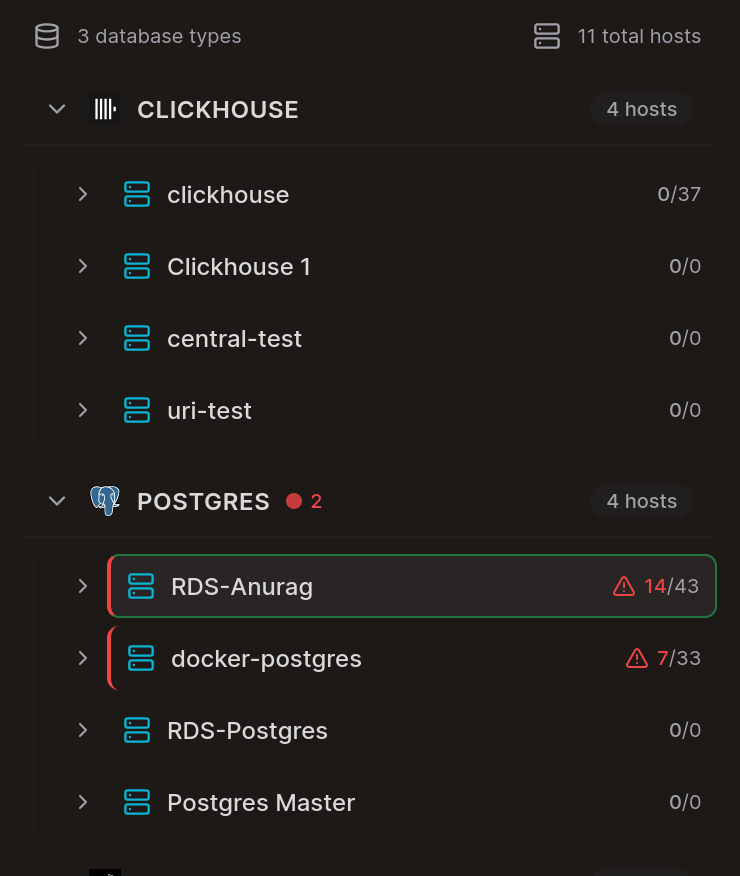 3 database types 11 total hosts
CLICKHOUSE 4 hosts
clickhouse 0/37
Clickhouse 1 0/0
central-test 0/0
uri-test 0/0
POSTGRES 2 4 hosts
RDS-Anurag 14/43
docker-postgres 7/33
RDS-Postgres 0/0
Postgres Master 0/0